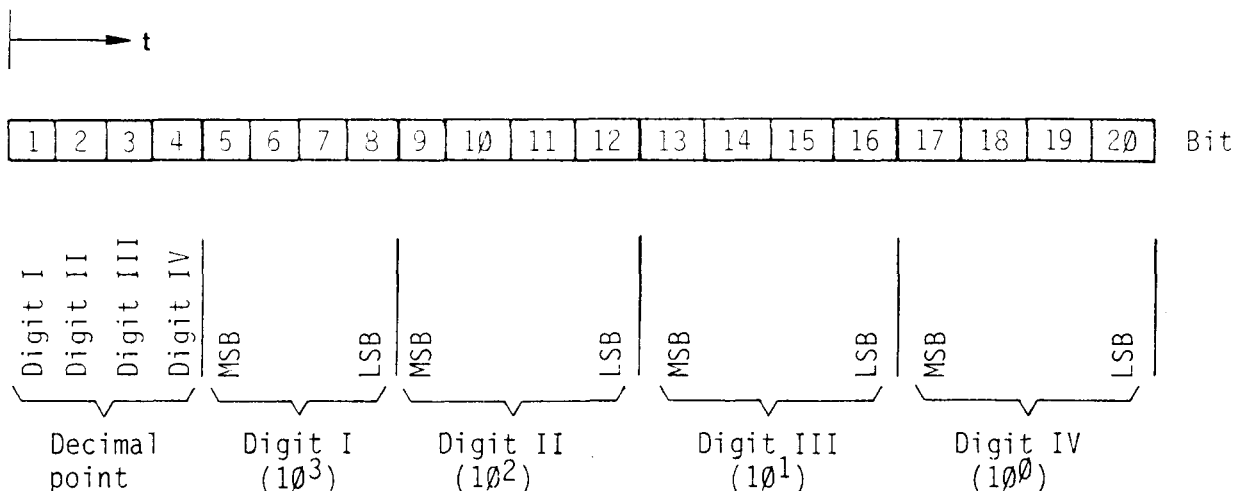 t
1 2 3 4 5 6 7 8 9 1Ø 11 12 13 14 15 16 17 18 19 2Ø Bit
Digit I
Digit II
Digit III
Digit IV
MSB
LSB
MSB
LSB
MSB
LSB
MSB
LSB
Decimal point
Digit I
(1Ø³)
Digit II
(1Ø²)
Digit III
(1Ø¹)
Digit IV
(1Ø⁰)